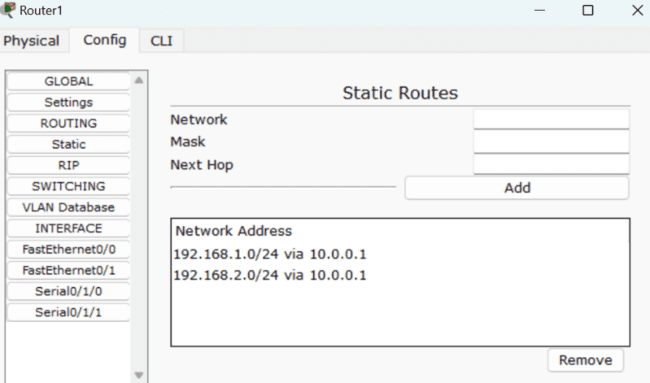 Router1
Physical Config CLI
GLOBAL
Settings
ROUTING
Static
RIP
SWITCHING
VLAN Database
INTERFACE
FastEthernet0/0
FastEthernet0/1
Serial0/1/0
Serial0/1/1
Static Routes
Network
Mask
Next Hop
Add
Network Address
192.168.1.0/24 via 10.0.0.1
192.168.2.0/24 via 10.0.0.1
Remove